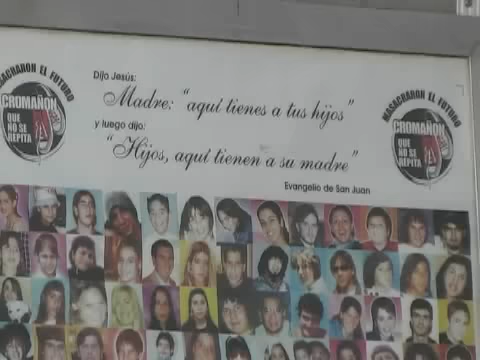 MASACRARON EL FUTURO
CROMAÑON
QUE
NO SE
REPITA
Dijo Jesús:
Madre: "aquí tienes a tus hijos"
y luego dijo:
"Hijos, aquí tienen a su madre"
Evangelio de San Juan
MASACRARON EL FUTURO
CROMAÑON
QUE
NO SE
REPITA